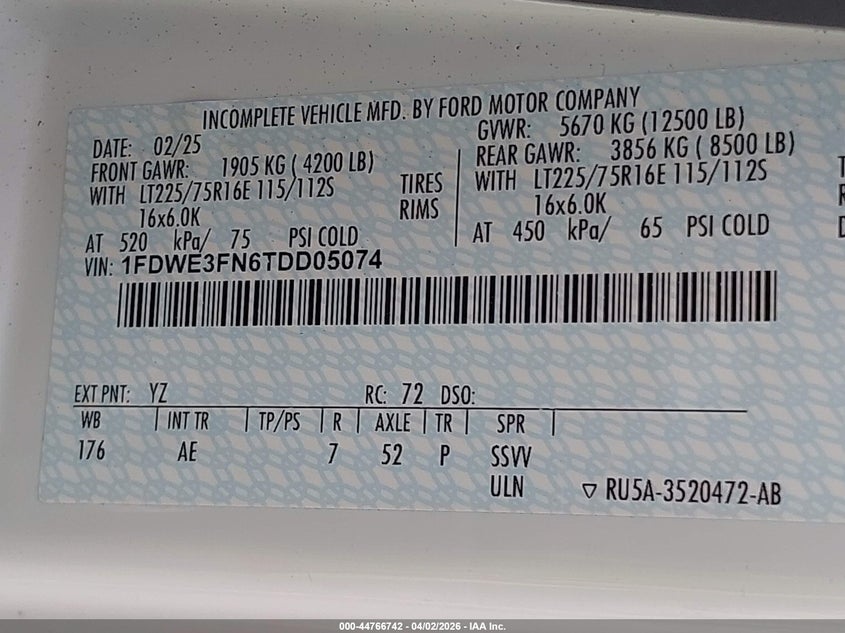 INCOMPLETE VEHICLE MFD. BY FORD MOTOR COMPANY
DATE: 02/25
GVWR: 5670 KG (12500 LB)
FRONT GAWR: 1905 KG ( 4200 LB)
REAR GAWR: 3856 KG ( 8500 LB)
WITH LT225/75R16E 115/112S TIRES WITH LT225/75R16E 115/112S
16x6.0K RIMS 16x6.0K
AT 520 kPa/ 75 PSI COLD AT 450 kPa/ 65 PSI COLD
VIN: 1FDWE3FN6TDD05074
EXT PNT: YZ RC: 72 DSO:
WB INT TR TP/PS R AXLE TR SPR
176 AE 7 52 P SSVV
ULN ▽ RU5A-3520472-AB
000-44766742 - 04/02/2026 - IAA Inc.